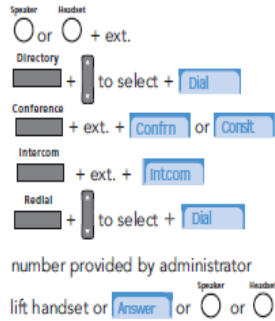 Speaker Headset
or + ext.
Directory
+ to select + Dial
Conference
+ ext. + Confrn or Conslt
Intercom
+ ext. + Intcom
Redial
+ to select + Dial
number provided by administrator
Speaker Headset
lift handset or Answer or or